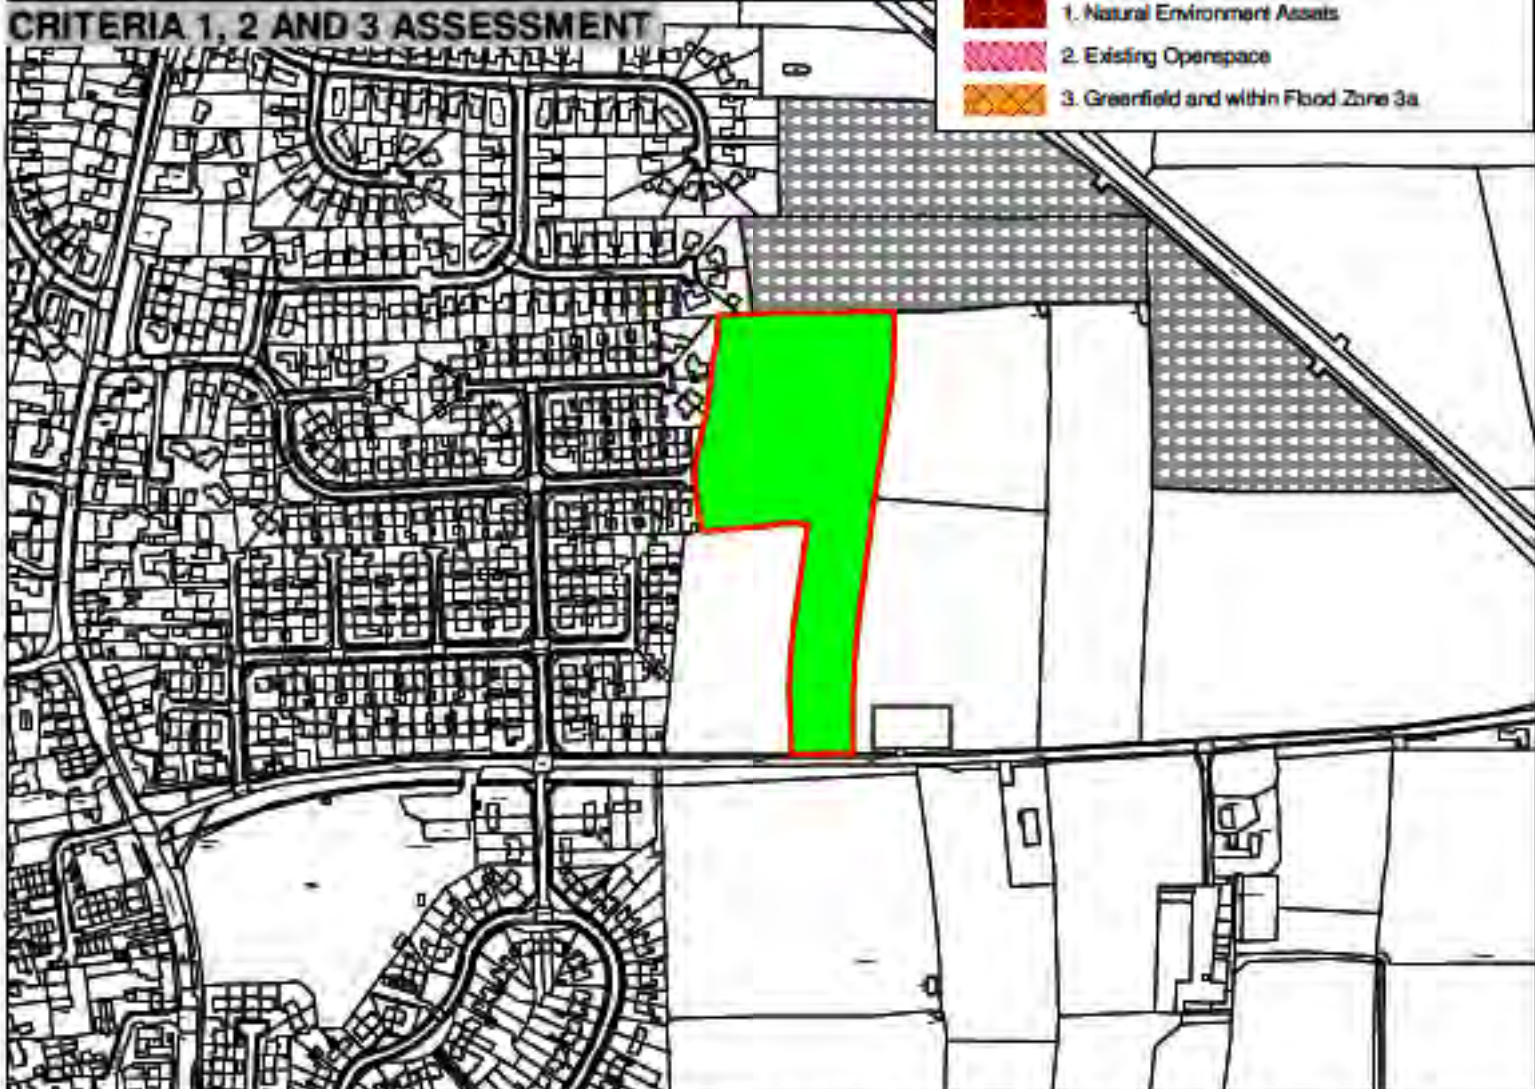 CRITERIA 1, 2 AND 3 ASSESSMENT
1. Natural Environment Assets
2. Existing Openspace
3. Greenfield and within Flood Zone 3a